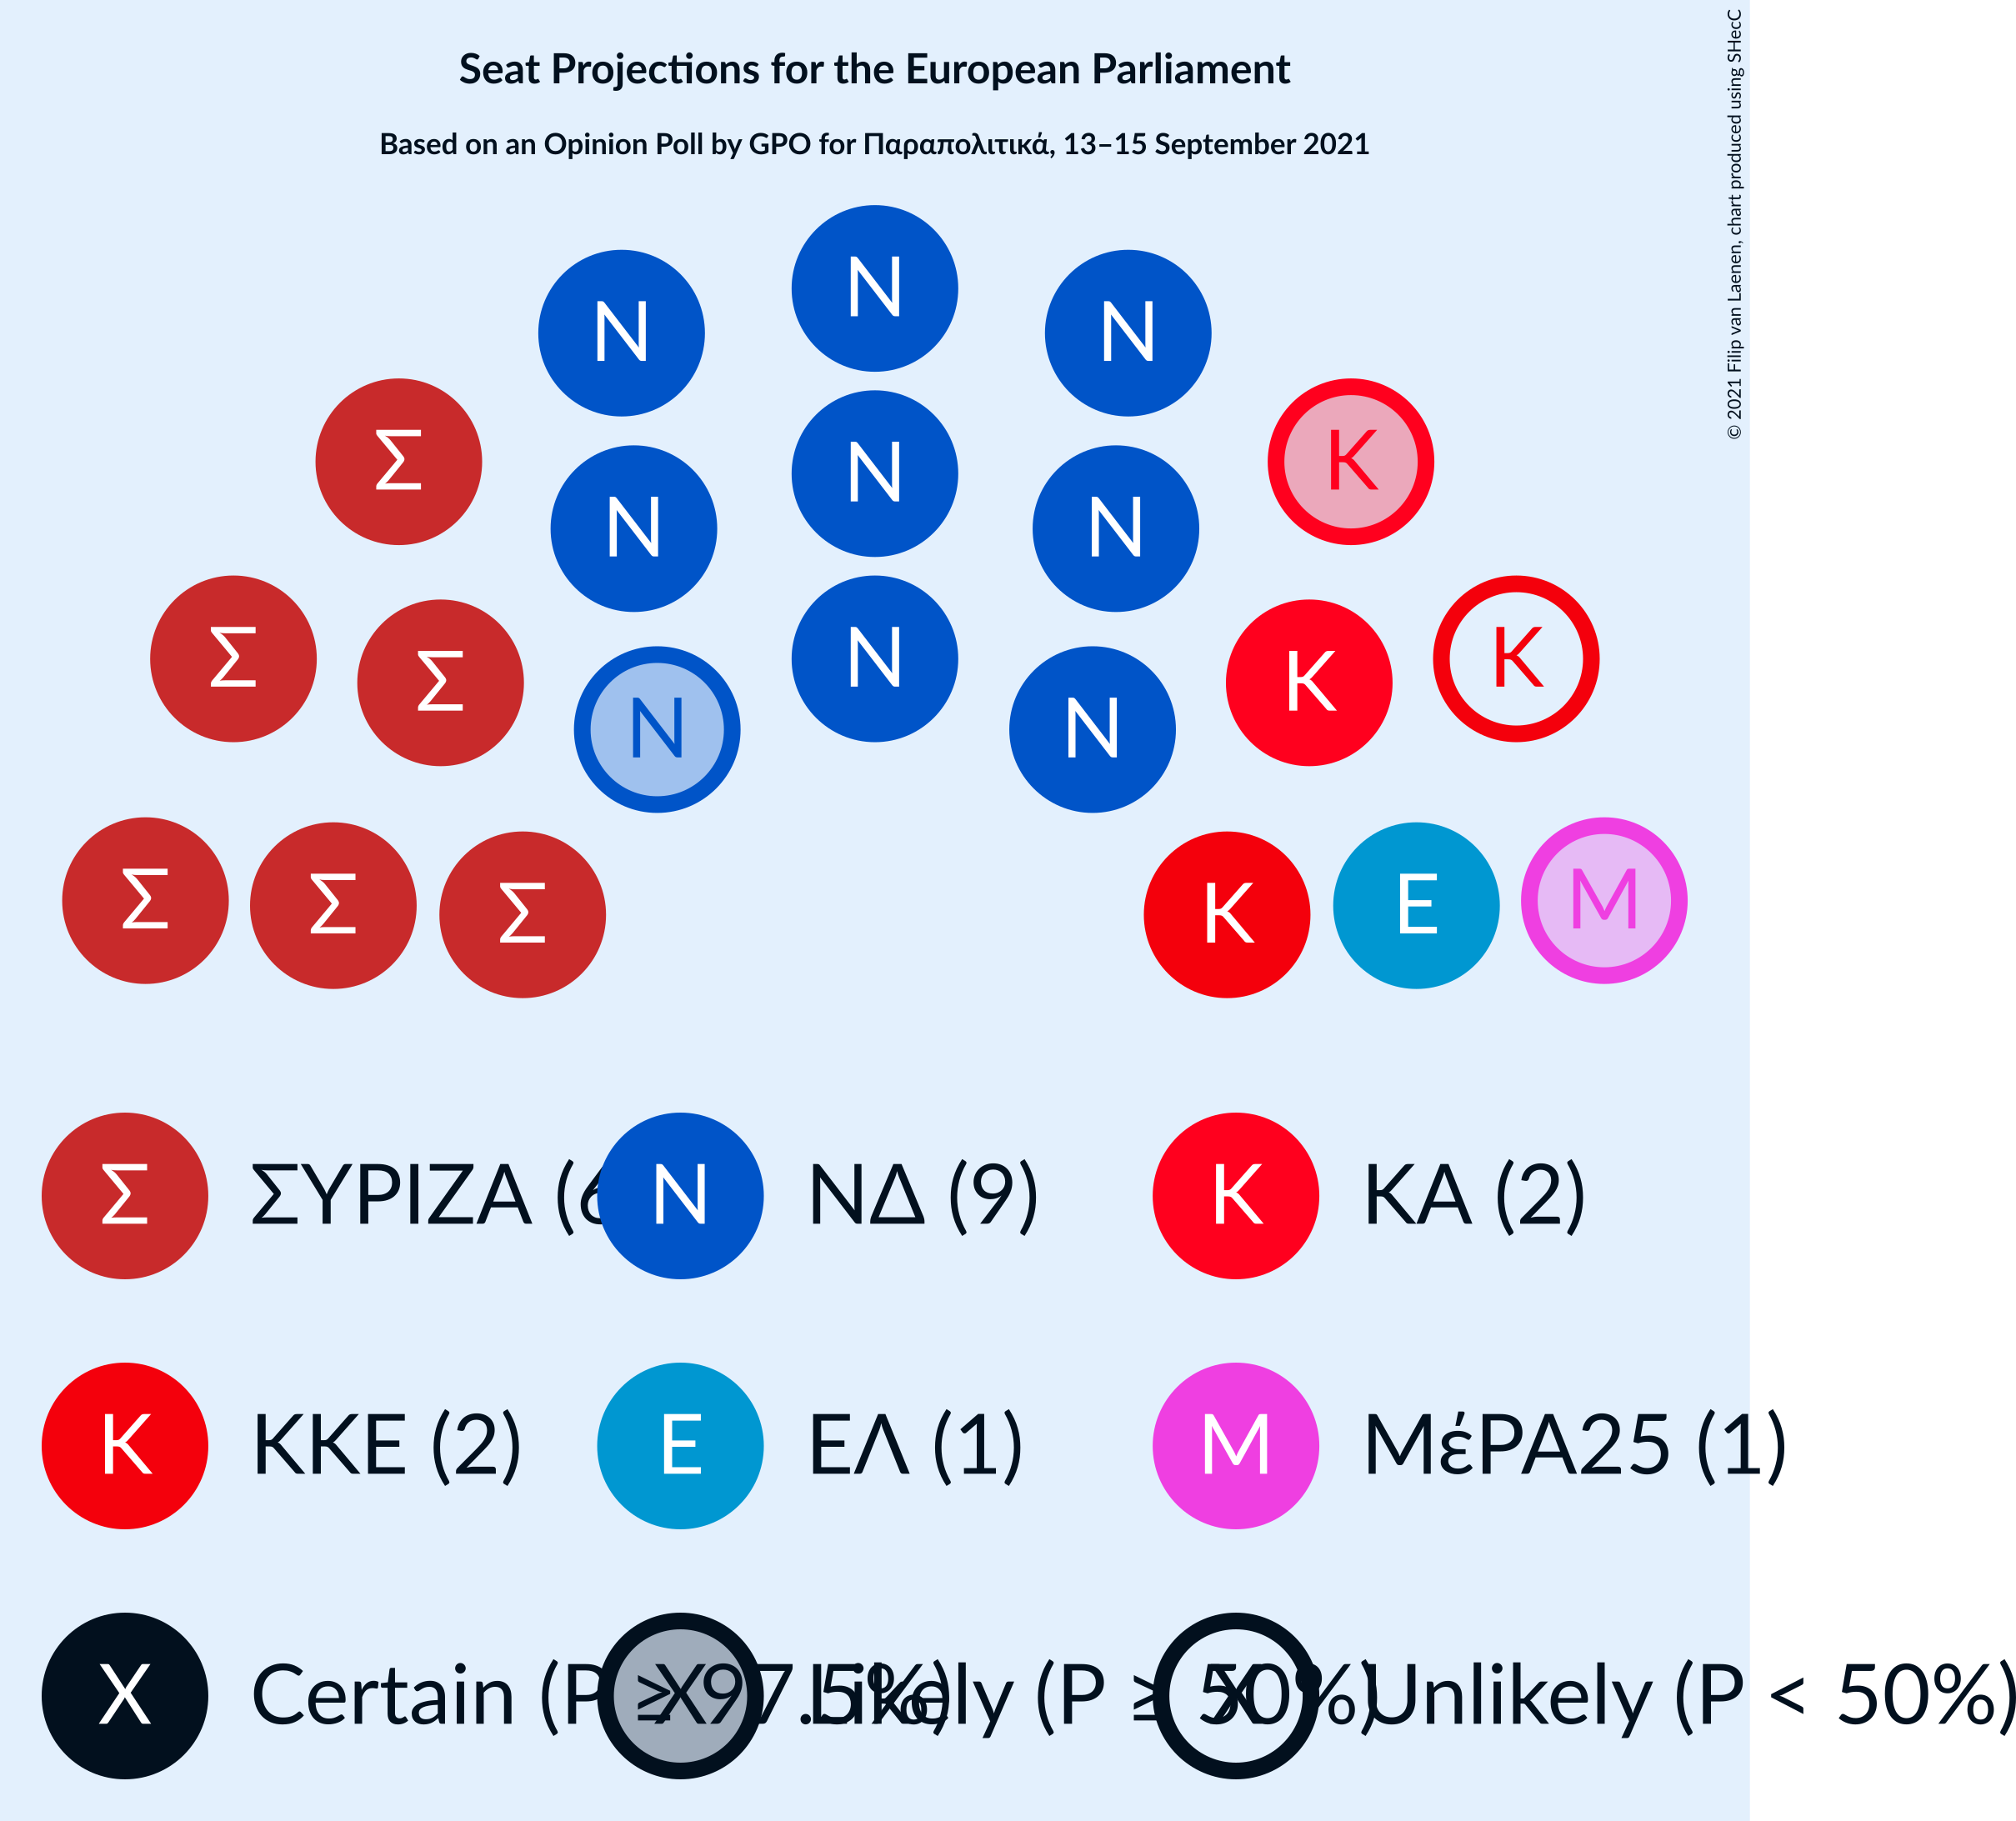 Seat Projections for the European Parliament
Based on an Opinion Poll by GPO for Παραπολιτικά, 13–15 September 2021
© 2021 Filip van Laenen, chart produced using SHecC
N
N N
Σ N K
N N
Σ N K
Σ K
N N
Σ Σ Σ K E M
Σ ΣΥΡΙΖΑ (6 N ΝΔ (9) K ΚΑ (2)
K ΚΚΕ (2) E ΕΛ (1) M ΜέΡΑ25 (1)
X Certain (P ≥ 97.5%) X Likely (P ≥ 50%) X Unlikely (P < 50%)